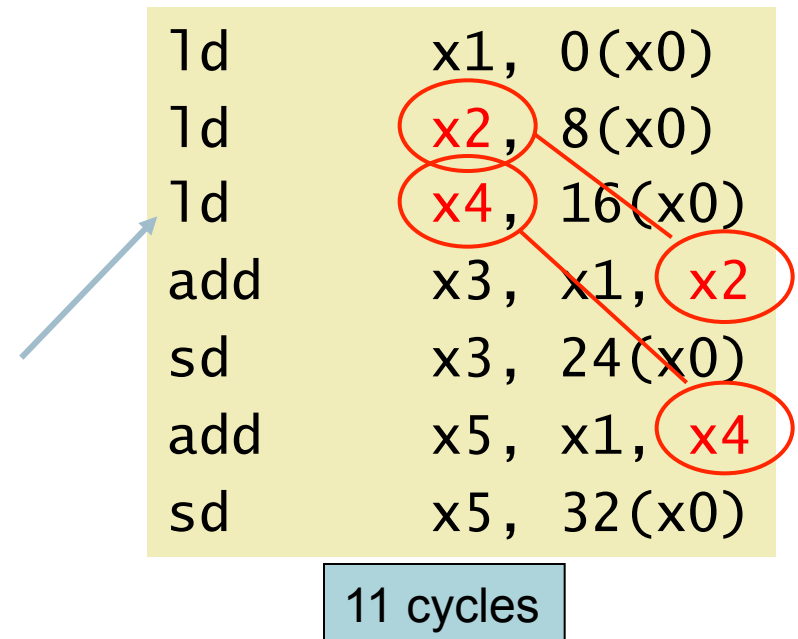 ld x1, 0(x0)
ld x2, 8(x0)
ld x4, 16(x0)
add x3, x1, x2
sd x3, 24(x0)
add x5, x1, x4
sd x5, 32(x0)
11 cycles